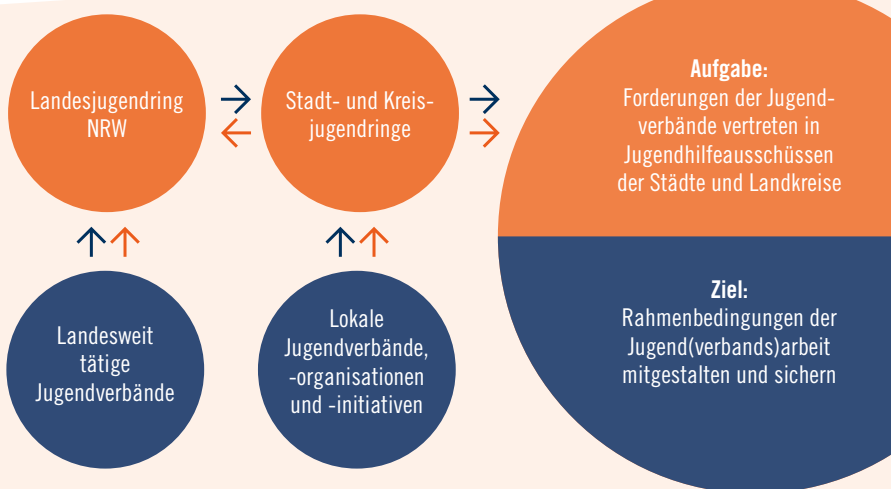 Landesjugendring
NRW
Stadt- und Kreis-
jugendringe
Aufgabe:
Forderungen der Jugend-
verbände vertreten in
Jugendhilfeausschüssen
der Städte und Landkreise
Landesweit
tätige
Jugendverbände
Lokale
Jugendverbände,
-organisationen
und -initiativen
Ziel:
Rahmenbedingungen der
Jugend(verbands)arbeit
mitgestalten und sichern